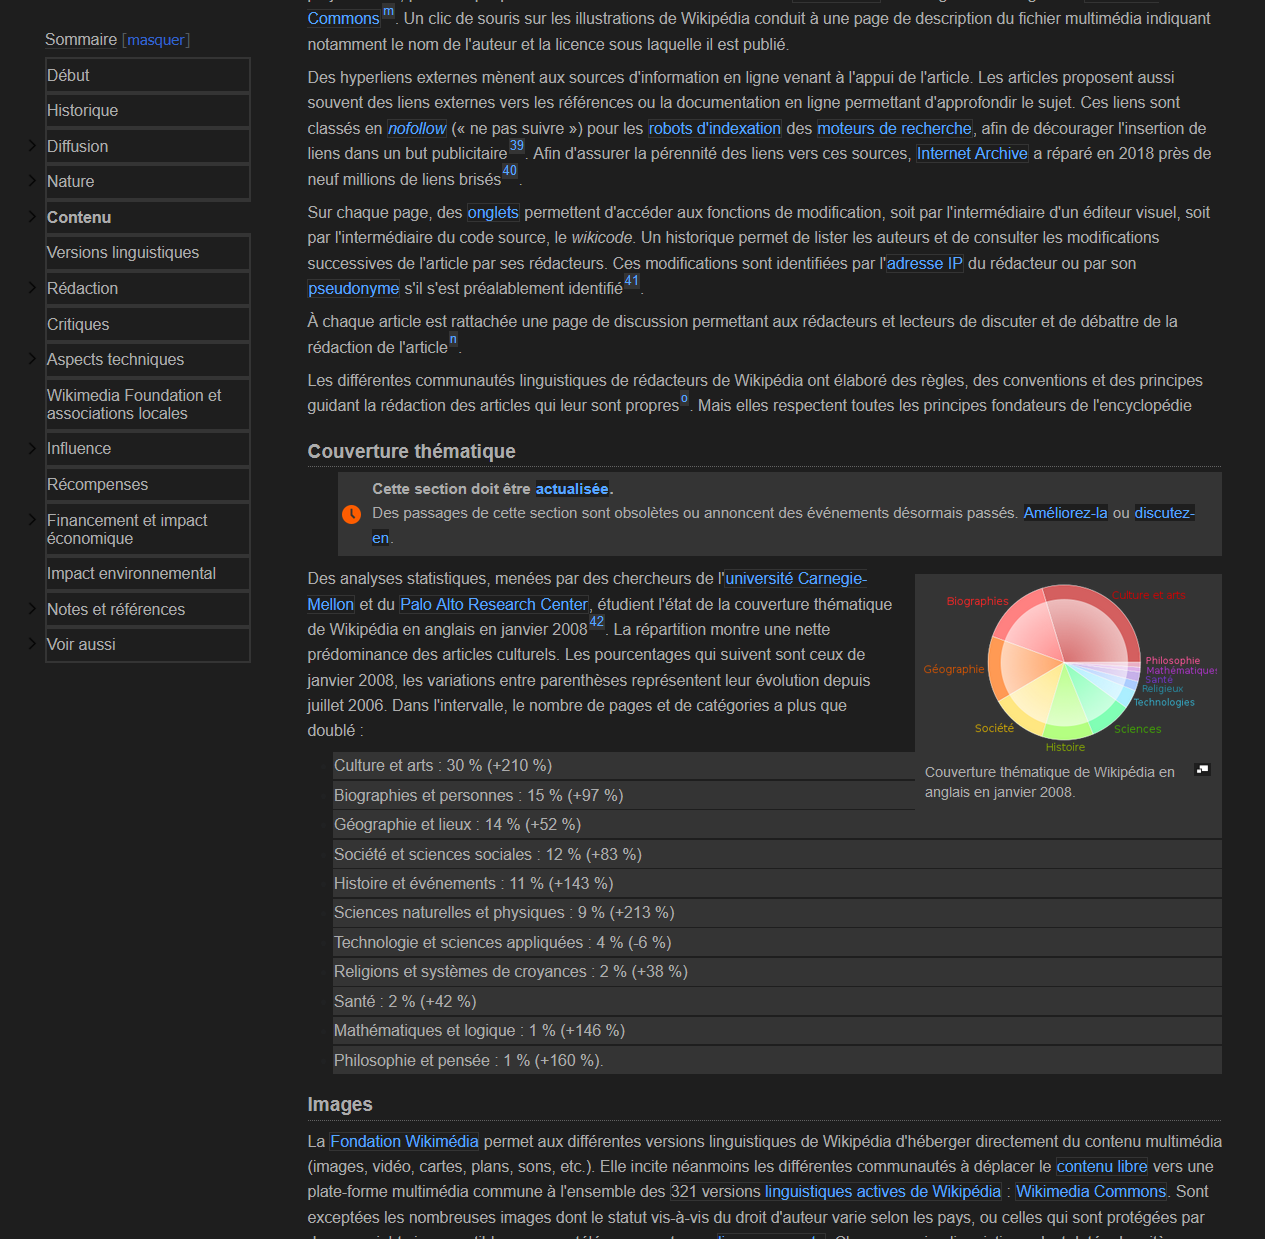 Commons m. Un clic de souris sur les illustrations de Wikipédia conduit à une page de description du fichier multimédia indiquant
notamment le nom de l'auteur et la licence sous laquelle il est publié.
Des hyperliens externes mènent aux sources d'information en ligne venant à l'appui de l'article. Les articles proposent aussi
souvent des liens externes vers les références ou la documentation en ligne permettant d'approfondir le sujet. Ces liens sont
classés en nofollow (« ne pas suivre ») pour les robots d'indexation des moteurs de recherche, afin de décourager l'insertion de
liens dans un but publicitaire 39. Afin d'assurer la pérennité des liens vers ces sources, Internet Archive a réparé en 2018 près de
neuf millions de liens brisés 40.
Sur chaque page, des onglets permettent d'accéder aux fonctions de modification, soit par l'intermédiaire d'un éditeur visuel, soit
par l'intermédiaire du code source, le wikicode. Un historique permet de lister les auteurs et de consulter les modifications
successives de l'article par ses rédacteurs. Ces modifications sont identifiées par l'adresse IP du rédacteur ou par son
pseudonyme s'il s'est préalablement identifié 41.
À chaque article est rattachée une page de discussion permettant aux rédacteurs et lecteurs de discuter et de débattre de la
rédaction de l'article n.
Les différentes communautés linguistiques de rédacteurs de Wikipédia ont élaboré des règles, des conventions et des principes
guidant la rédaction des articles qui leur sont propres o. Mais elles respectent toutes les principes fondateurs de l'encyclopédie
Sommaire [masquer]
Début
Historique
Diffusion
Nature
Contenu
Versions linguistiques
Rédaction
Critiques
Aspects techniques
Wikimedia Foundation et
associations locales
Influence
Récompenses
Financement et impact
économique
Impact environnemental
Notes et références
Voir aussi
Couverture thématique
Cette section doit être actualisée.
Des passages de cette section sont obsolètes ou annoncent des événements désormais passés. Améliorez-la ou discutez-
en.
Des analyses statistiques, menées par des chercheurs de l'université Carnegie-
Mellon et du Palo Alto Research Center, étudient l'état de la couverture thématique
de Wikipédia en anglais en janvier 2008 42. La répartition montre une nette
prédominance des articles culturels. Les pourcentages qui suivent sont ceux de
janvier 2008, les variations entre parenthèses représentent leur évolution depuis
juillet 2006. Dans l'intervalle, le nombre de pages et de catégories a plus que
doublé :
Culture et arts : 30 % (+210 %)
Biographies et personnes : 15 % (+97 %)
Géographie et lieux : 14 % (+52 %)
Société et sciences sociales : 12 % (+83 %)
Histoire et événements : 11 % (+143 %)
Sciences naturelles et physiques : 9 % (+213 %)
Technologie et sciences appliquées : 4 % (-6 %)
Religions et systèmes de croyances : 2 % (+38 %)
Santé : 2 % (+42 %)
Mathématiques et logique : 1 % (+146 %)
Philosophie et pensée : 1 % (+160 %).
Culture et arts
Biographies
Philosophie
Mathématiques
Santé
Religieux
Technologies
Géographie
Société
Sciences
Histoire
Couverture thématique de Wikipédia en
anglais en janvier 2008.
Images
La Fondation Wikimédia permet aux différentes versions linguistiques de Wikipédia d'héberger directement du contenu multimédia
(images, vidéo, cartes, plans, sons, etc.). Elle incite néanmoins les différentes communautés à déplacer le contenu libre vers une
plate-forme multimédia commune à l'ensemble des 321 versions linguistiques actives de Wikipédia : Wikimedia Commons. Sont
exceptées les nombreuses images dont le statut vis-à-vis du droit d'auteur varie selon les pays, ou celles qui sont protégées par